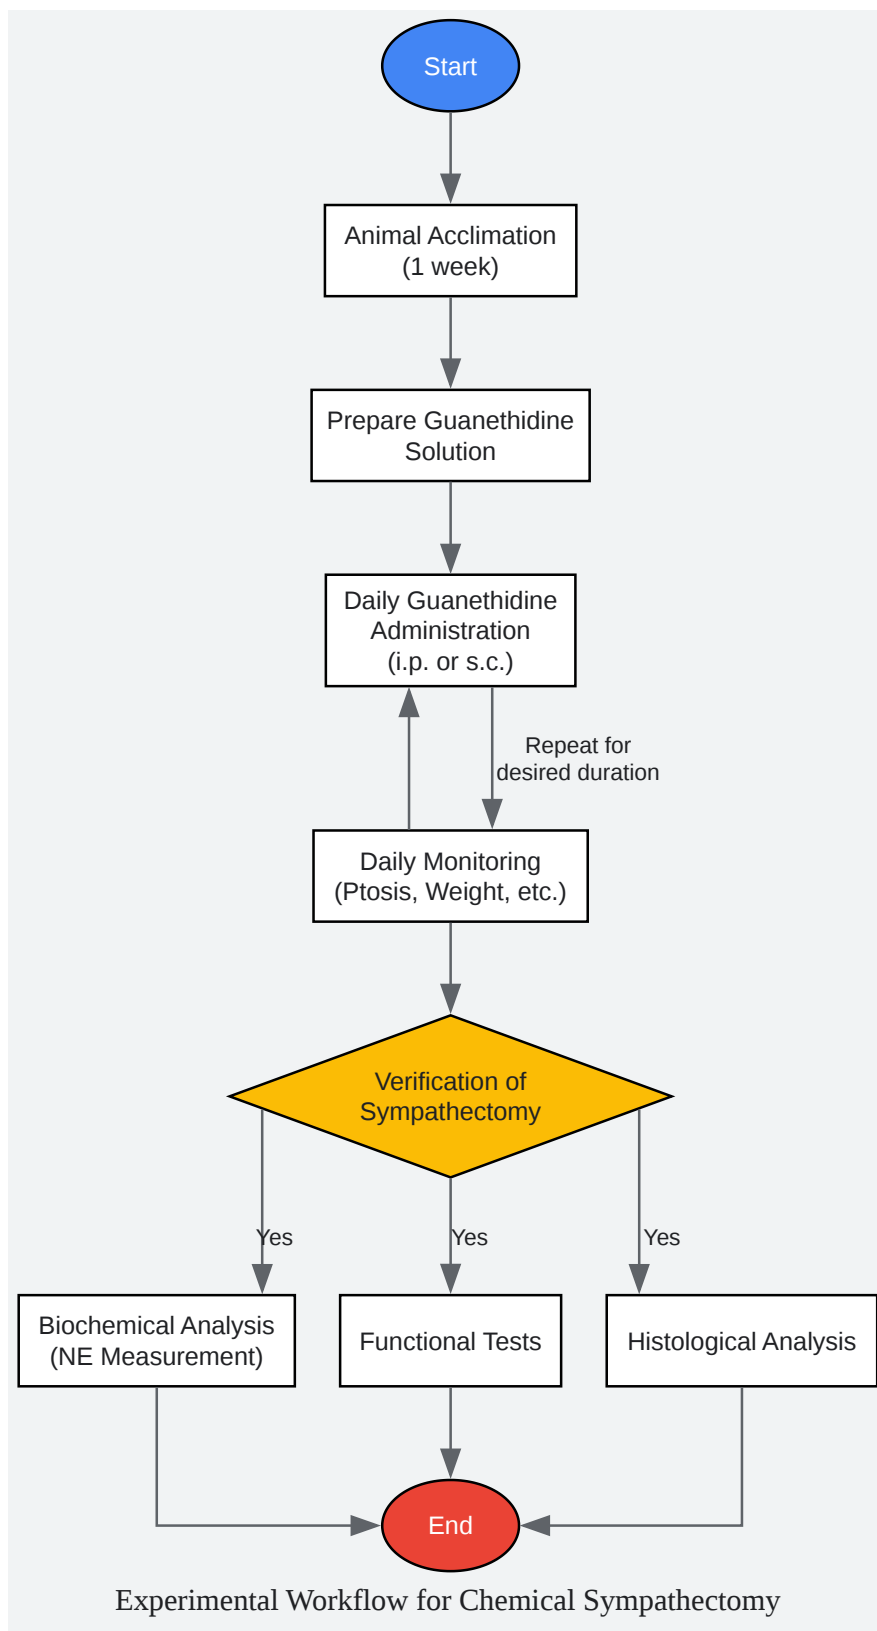 Start
Animal Acclimation
(1 week)
Prepare Guanethidine
Solution
Daily Guanethidine
Administration
(i.p. or s.c.)
Repeat for
desired duration
Daily Monitoring
(Ptosis, Weight, etc.)
Verification of
Sympathectomy
Yes
Yes
Yes
Biochemical Analysis
(NE Measurement)
Functional Tests
Histological Analysis
End
Experimental Workflow for Chemical Sympathectomy